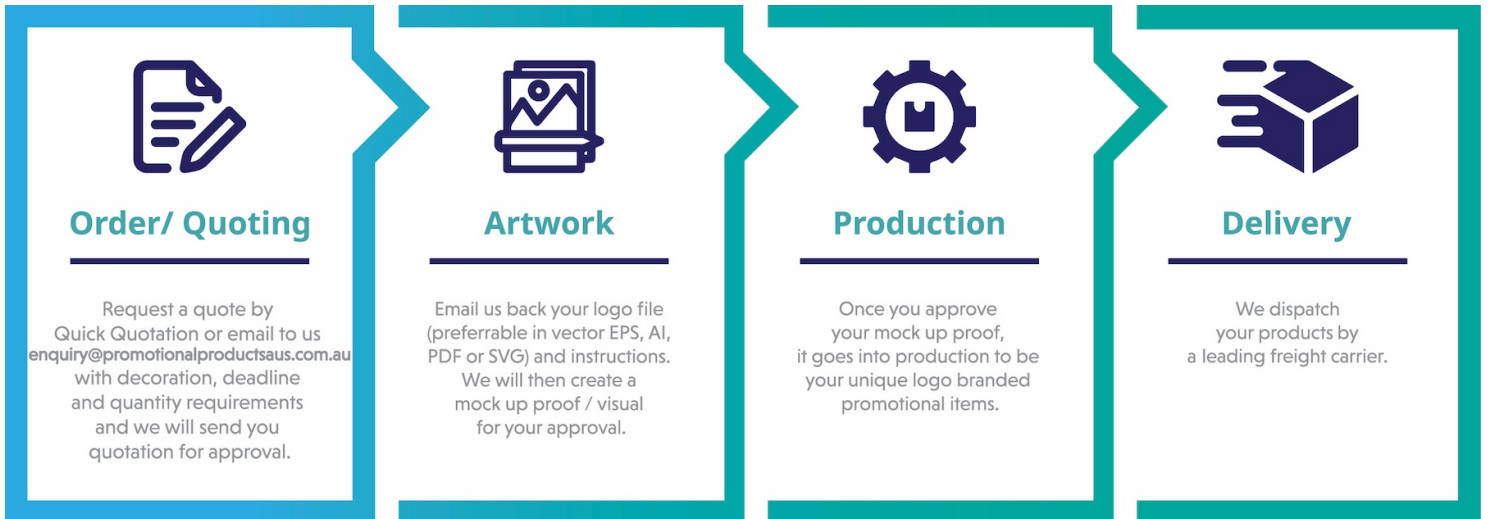 Order/ Quoting
Request a quote by
Quick Quotation or email to us
enquiry@promotionalproductsaus.com.au
with decoration, deadline
and quantity requirements
and we will send you
quotation for approval.
Artwork
Email us back your logo file
(preferrable in vector EPS, AI,
PDF or SVG) and instructions.
We will then create a
mock up proof / visual
for your approval.
Production
Once you approve
your mock up proof,
it goes into production to be
your unique logo branded
promotional items.
Delivery
We dispatch
your products by
a leading freight carrier.